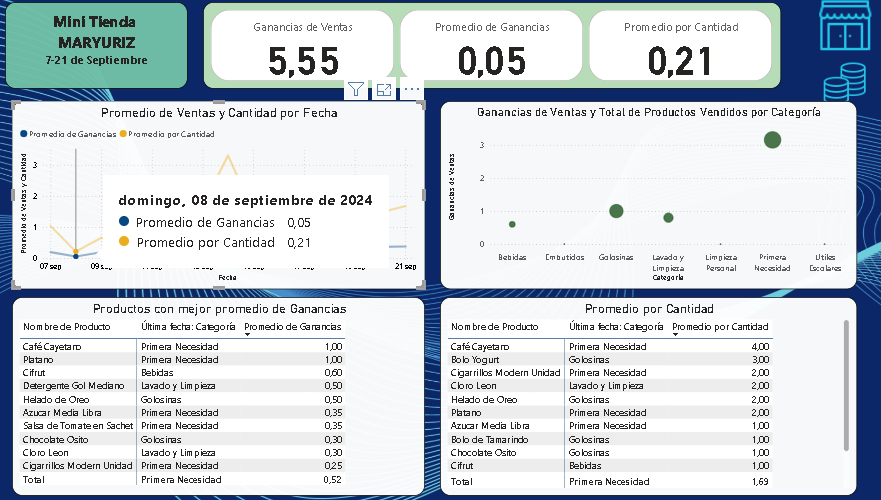 Mini Tienda
MARYURIZ
7-21 de Septiembre
Ganancias de Ventas
5,55
Promedio de Ganancias
0,05
Promedio por Cantidad
0,21
Promedio de Ventas y Cantidad por Fecha
Promedio de Ganancias Promedio por Cantidad
Promedio de Ventas y Cantidad
3
2
1
0
domingo, 08 de septiembre de 2024
Promedio de Ganancias 0,05
Promedio por Cantidad 0,21
07 sep
21 sep
Fecha
Ganancias de Ventas y Total de Productos Vendidos por Categoría
Ganancias de Ventas
3
2
1
0
Bebidas Embutidos Golosinas Lavado y Limpieza Primera Utiles
Limpieza Personal Necesidad Escolares
Categoría
Productos con mejor promedio de Ganancias
Nombre de Producto Última fecha: Categoría Promedio de Ganancias
Café Cayetaro Primera Necesidad 1,00
Platano Primera Necesidad 1,00
Cifrut Bebidas 0,60
Detergente Gol Mediano Lavado y Limpieza 0,50
Helado de Oreo Golosinas 0,50
Azucar Media Libra Primera Necesidad 0,35
Salsa de Tomate en Sachet Primera Necesidad 0,35
Chocolate Osito Golosinas 0,30
Cloro Leon Lavado y Limpieza 0,30
Cigarrillos Modern Unidad Primera Necesidad 0,25
Total Primera Necesidad 0,52
Promedio por Cantidad
Nombre de Producto Última fecha: Categoría Promedio por Cantidad
Café Cayetaro Primera Necesidad 4,00
Bolo Yogurt Golosinas 3,00
Cigarrillos Modern Unidad Primera Necesidad 2,00
Cloro Leon Lavado y Limpieza 2,00
Helado de Oreo Golosinas 2,00
Platano Primera Necesidad 2,00
Azucar Media Libra Primera Necesidad 1,00
Bolo de Tamarindo Golosinas 1,00
Chocolate Osito Golosinas 1,00
Cifrut Bebidas 1,00
Total Primera Necesidad 1,69